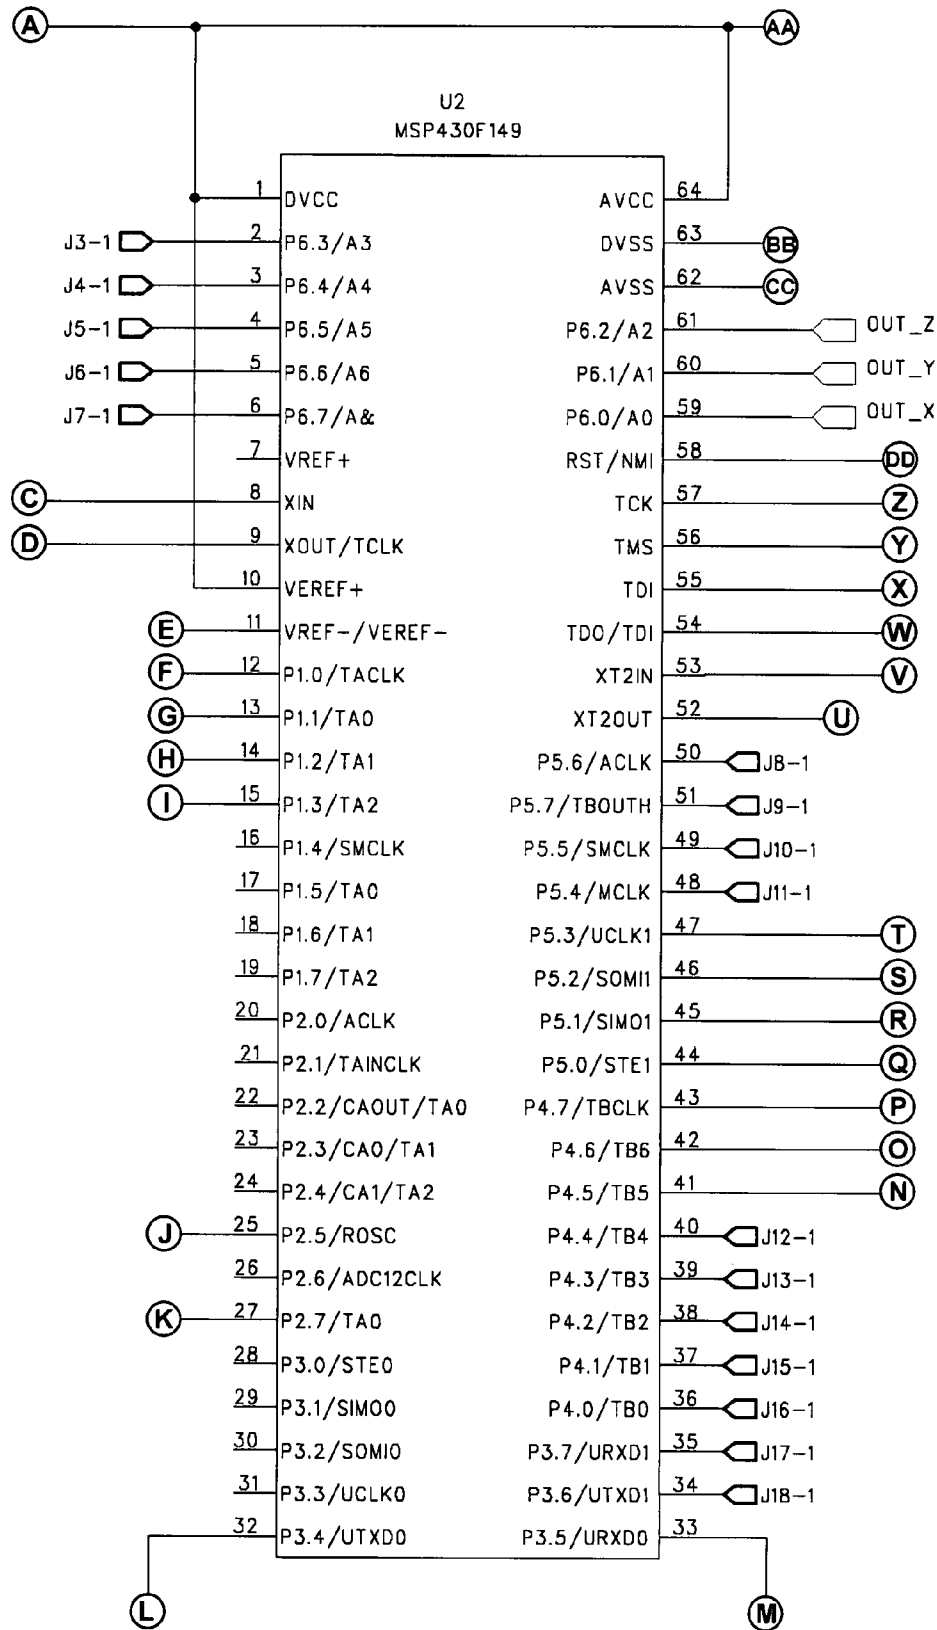 A AA
U2
MSP430F149
1 DVCC AVCC 64
J3-1 2 P6.3/A3 DVSS 63 BB
J4-1 3 P6.4/A4 AVSS 62 CC
J5-1 4 P6.5/A5 P6.2/A2 61 OUT_Z
J6-1 5 P6.6/A6 P6.1/A1 60 OUT_Y
J7-1 6 P6.7/A& P6.0/A0 59 OUT_X
7 VREF+ RST/NMI 58 DD
C 8 XIN TCK 57 Z
D 9 XOUT/TCLK TMS 56 Y
10 VEREF+ TDI 55 X
E 11 VREF-/VEREF- TDO/TDI 54 W
F 12 P1.0/TACLK XT2IN 53 V
G 13 P1.1/TA0 XT2OUT 52 U
H 14 P1.2/TA1 P5.6/ACLK 50 J8-1
I 15 P1.3/TA2 P5.7/TBOUTH 51 J9-1
16 P1.4/SMCLK P5.5/SMCLK 49 J10-1
17 P1.5/TA0 P5.4/MCLK 48 J11-1
18 P1.6/TA1 P5.3/UCLK1 47 T
19 P1.7/TA2 P5.2/SOMI1 46 S
20 P2.0/ACLK P5.1/SIMO1 45 R
21 P2.1/TAINCLK P5.0/STE1 44 Q
22 P2.2/CAOUT/TA0 P4.7/TBCLK 43 P
23 P2.3/CA0/TA1 P4.6/TB6 42 O
24 P2.4/CA1/TA2 P4.5/TB5 41 N
J 25 P2.5/ROSC P4.4/TB4 40 J12-1
26 P2.6/ADC12CLK P4.3/TB3 39 J13-1
K 27 P2.7/TA0 P4.2/TB2 38 J14-1
28 P3.0/STE0 P4.1/TB1 37 J15-1
29 P3.1/SIMO0 P4.0/TB0 36 J16-1
30 P3.2/SOMI0 P3.7/URXD1 35 J17-1
31 P3.3/UCLK0 P3.6/UTXD1 34 J18-1
32 P3.4/UTXD0 P3.5/URXD0 33
L M